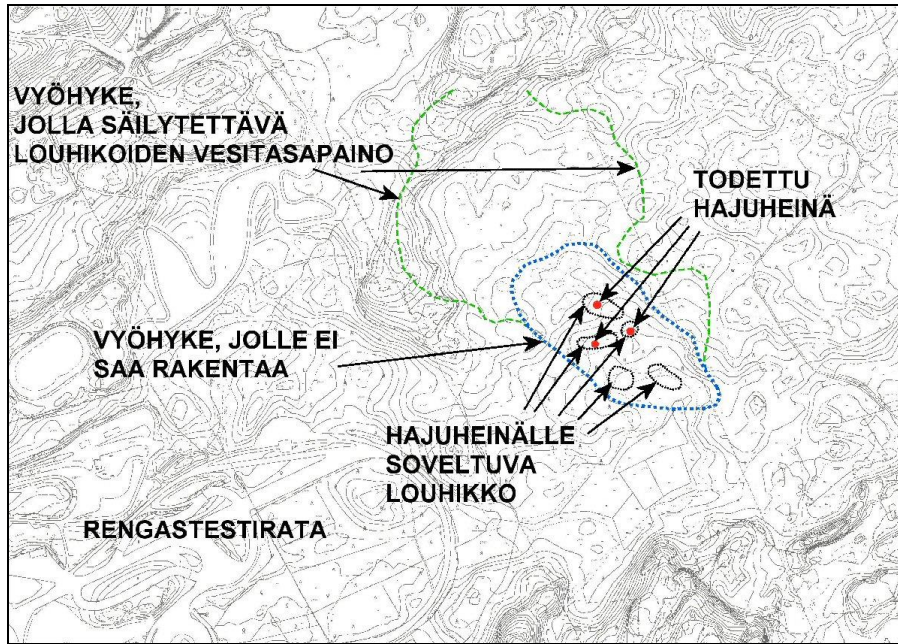 VYÖHYKE,
JOLLA SÄILYTETTÄVÄ
LOUHIKOIDEN VESITASAPAINO
TODETTU
HAJUHEINÄ
VYÖHYKE, JOLLE EI
SAA RAKENTAA
HAJUHEINÄLLE
SOVELTUVA
LOUHIKKO
RENGASTESTIRATA